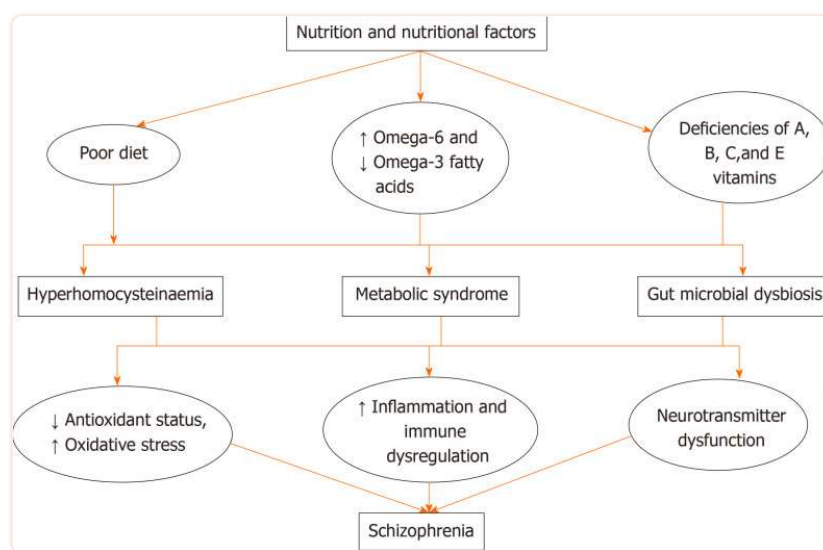 Nutrition and nutritional factors
Poor diet
↑ Omega-6 and
↓ Omega-3 fatty
acids
Deficiencies of A,
B, C,and E
vitamins
Hyperhomocysteinaemia
Metabolic syndrome
Gut microbial dysbiosis
↓ Antioxidant status,
↑ Oxidative stress
↑ Inflammation and
immune
dysregulation
Neurotransmitter
dysfunction
Schizophrenia